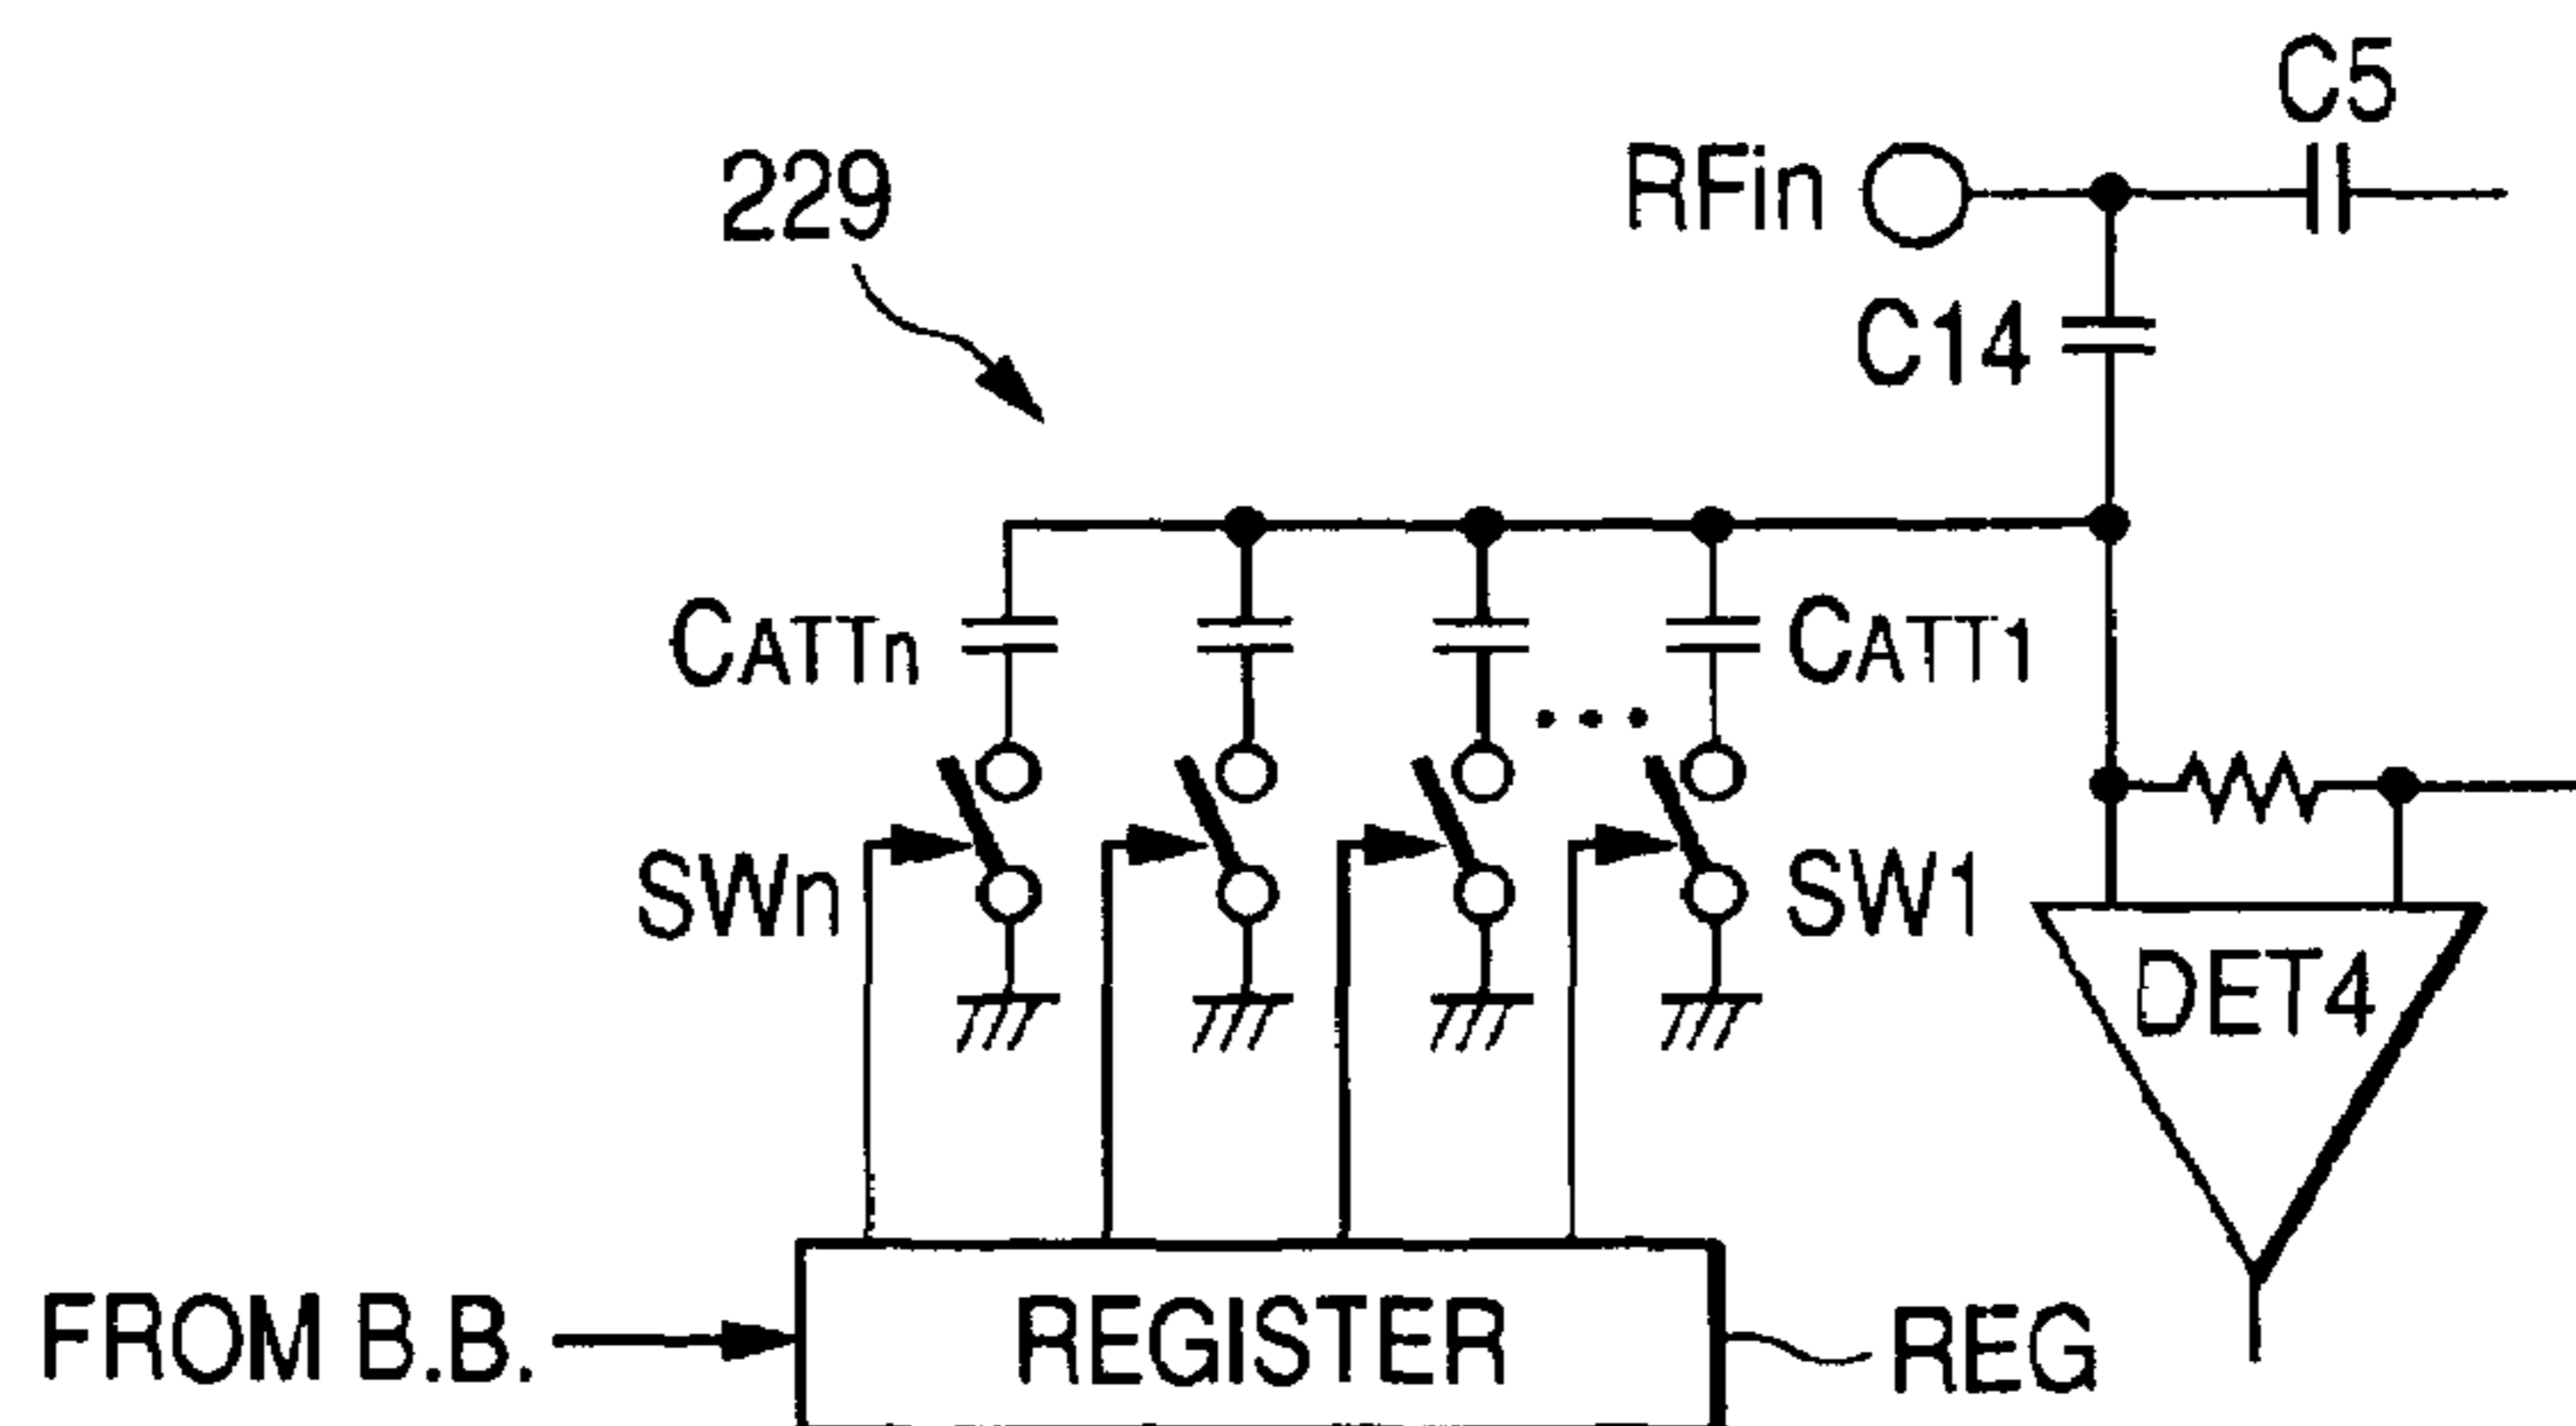 C5
229
RFin
C14
CATTn
CATT1
SWn
SW1
DET4
FROM B.B.
REGISTER
REG